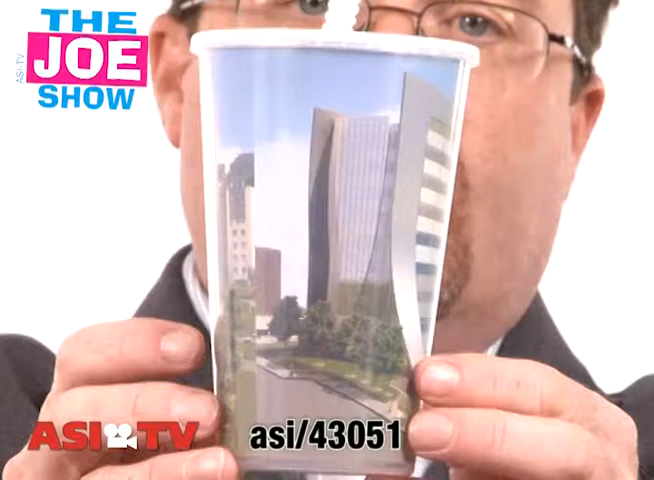 THE
ASI-TV
JOE
SHOW
ASI TV
asi/43051